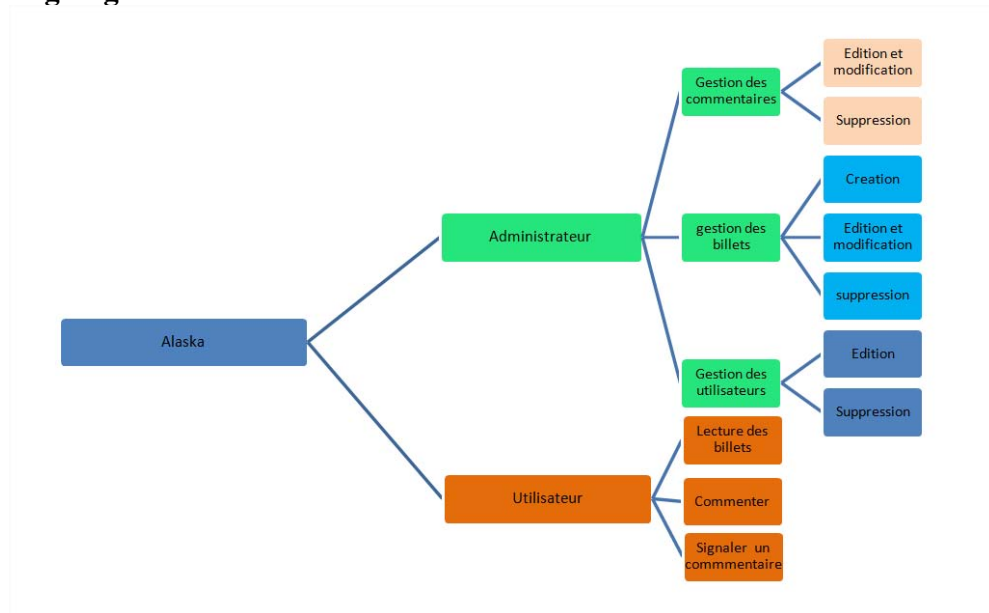 Edition et
modification
Gestion des
commentaires
Suppression
Creation
Administrateur
gestion des
billets
Edition et
modification
suppression
Alaska
Edition
Gestion des
utilisateurs
Suppression
Lecture des
billets
Utilisateur
Commenter
Signaler un
commmentaire